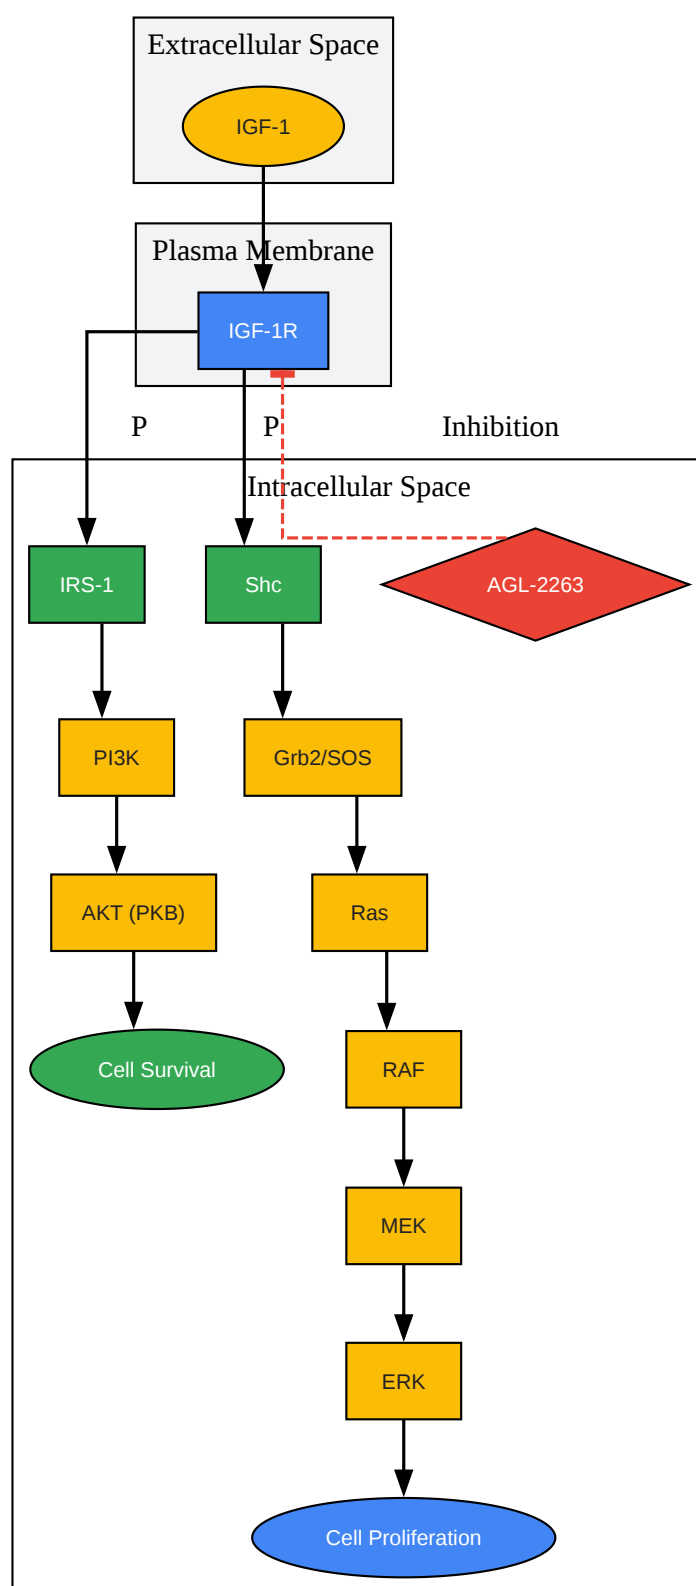 Extracellular Space
IGF-1
Plasma Membrane
IGF-1R
P
P
Inhibition
Intracellular Space
IRS-1
Shc
AGL-2263
PI3K
Grb2/SOS
AKT (PKB)
Ras
Cell Survival
RAF
MEK
ERK
Cell Proliferation